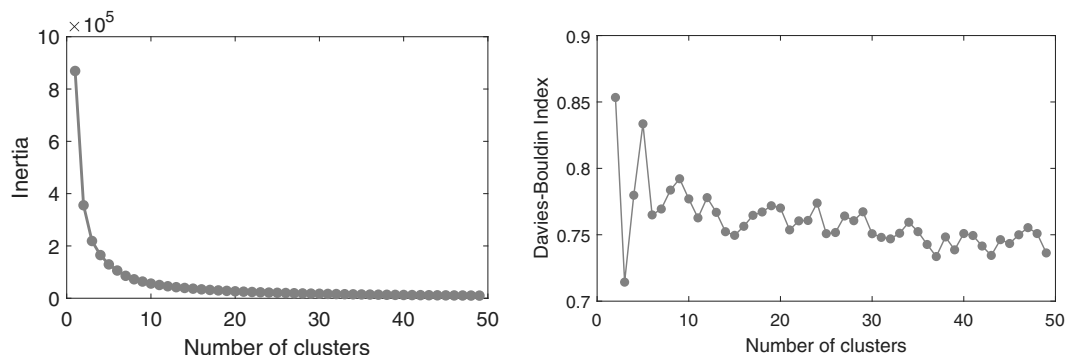 × 10⁵
10
8
6
4
2
0
0 10 20 30 40 50
Inertia
Number of clusters
0.9
0.85
0.8
0.75
0.7
0 10 20 30 40 50
Davies-Bouldin Index
Number of clusters